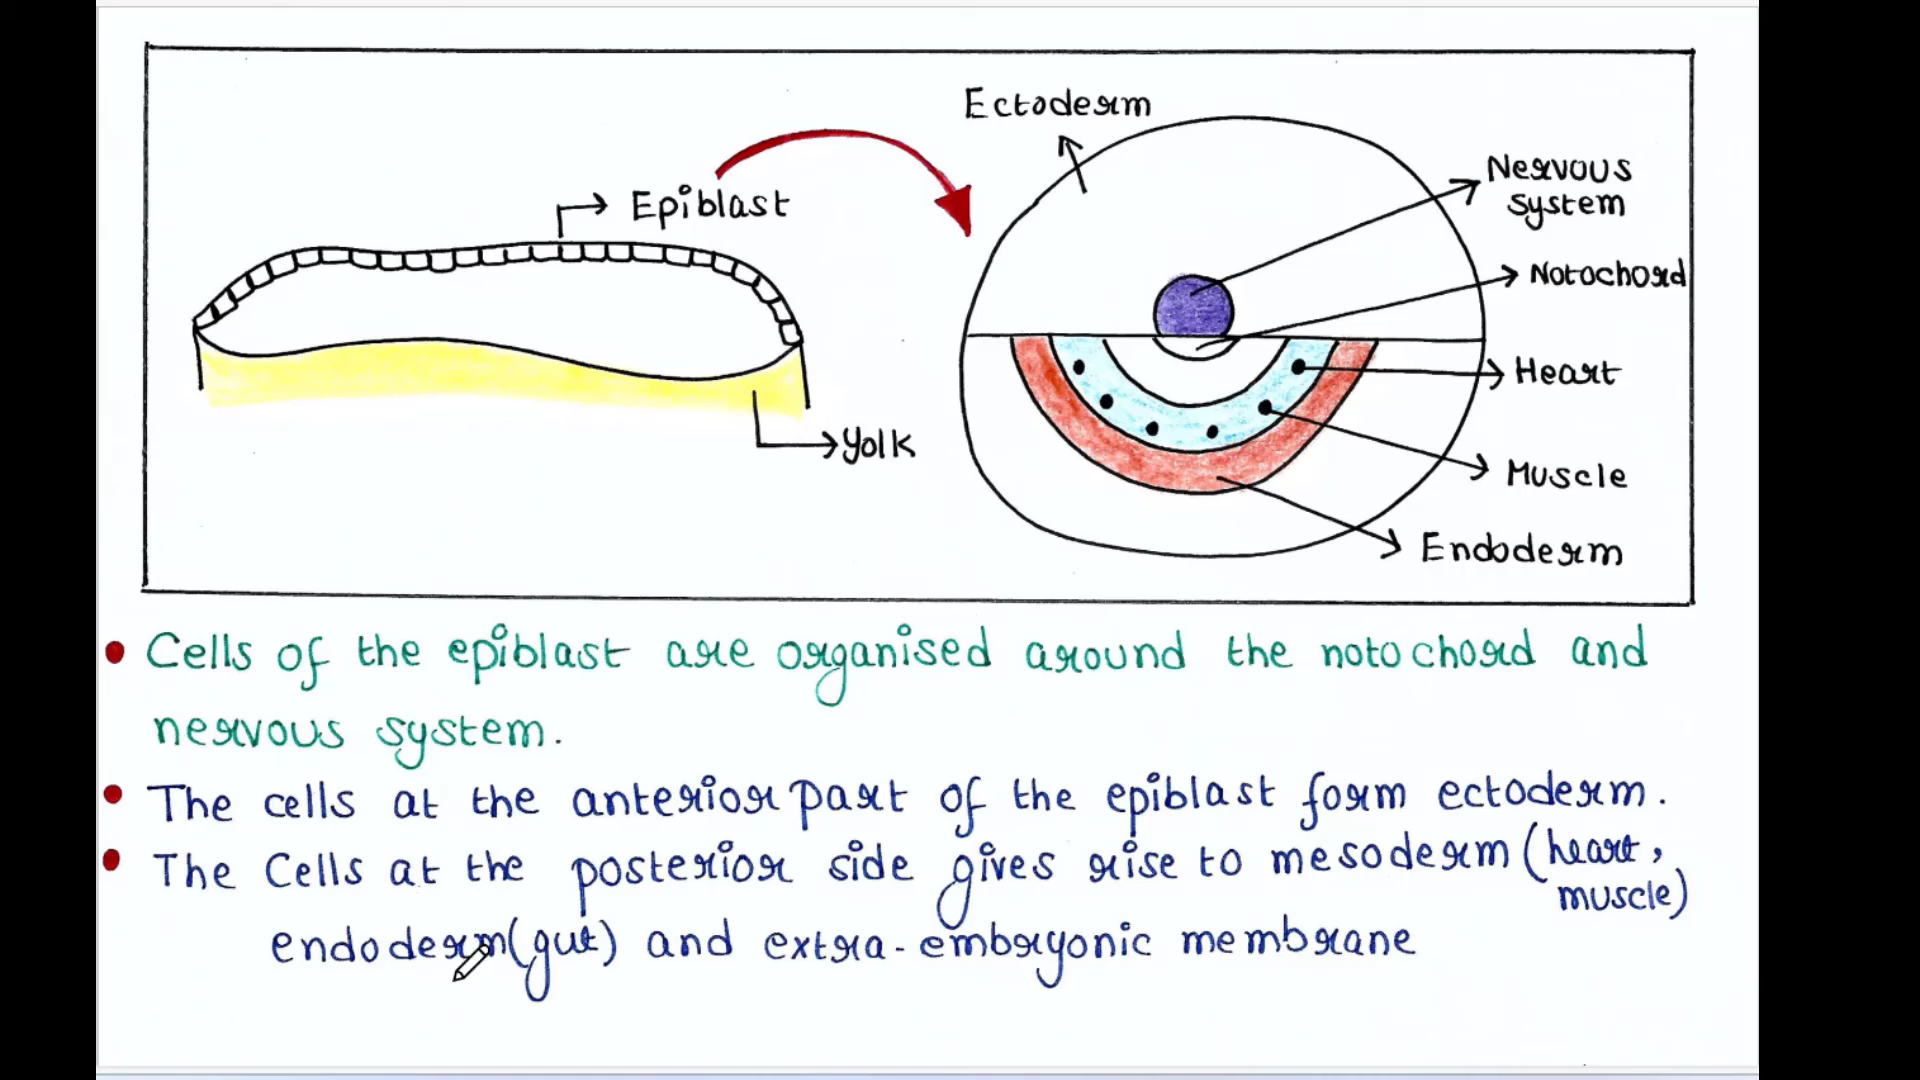 Ectoderm
Nervous
system
Epiblast
Notochord
Heart
Yolk
Muscle
Endoderm
• Cells of the epiblast are organised around the notochord and
nervous system.
• The cells at the anterior part of the epiblast form ectoderm.
• The Cells at the posterior side gives rise to mesoderm (heart,
muscle)
endoderm (gut) and extra-embryonic membrane